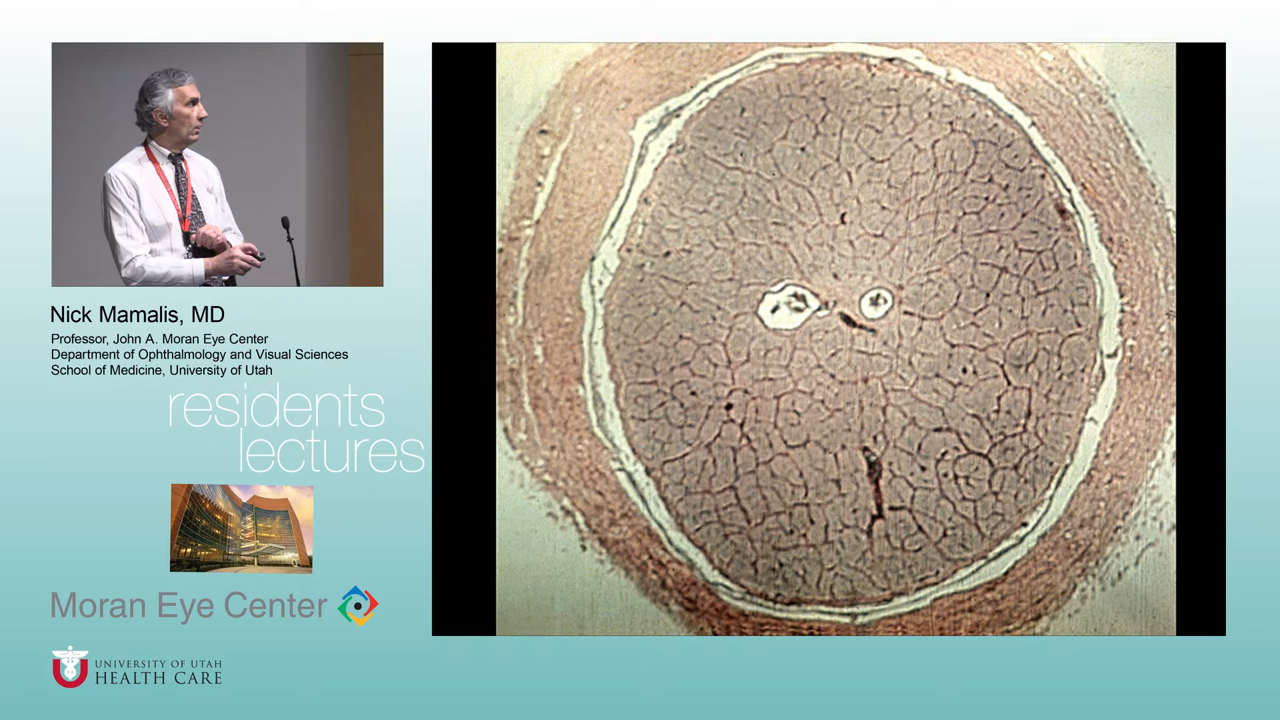 Nick Mamalis, MD
Professor, John A. Moran Eye Center
Department of Ophthalmology and Visual Sciences
School of Medicine, University of Utah
residents
lectures
Moran Eye Center
UNIVERSITY OF UTAH
HEALTH CARE